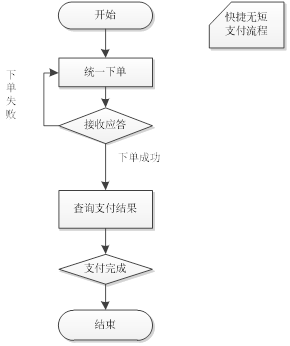 开始
快捷无短
支付流程
统一下单
下单失败
接收应答
下单成功
查询支付结果
支付完成
结束